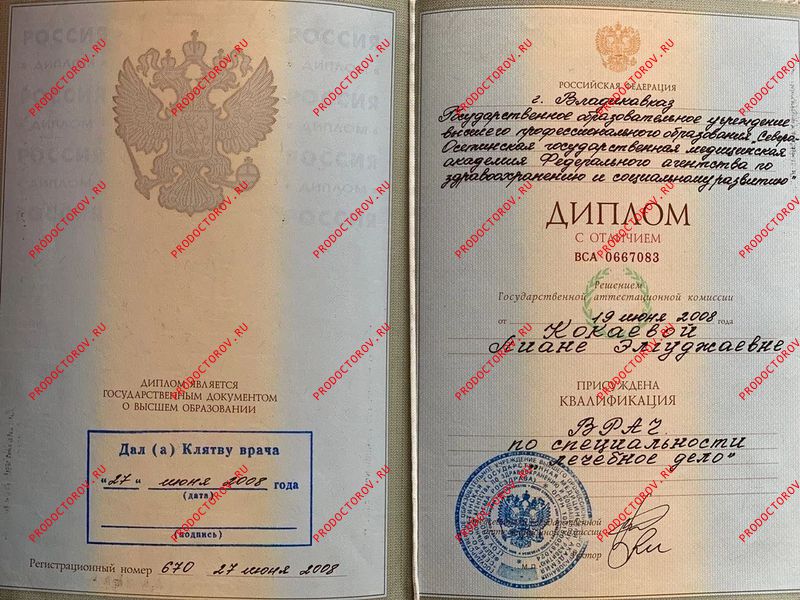 РОССИЯ
ДИПЛОМ
ДИПЛОМ ЯВЛЯЕТСЯ
ГОСУДАРСТВЕННЫМ ДОКУМЕНТОМ
О ВЫСШЕМ ОБРАЗОВАНИИ
Дал (а) Клятву врача
"27" июня 2008 года
(дата)
(подпись)
Регистрационный номер 670 27 июня 2008
РОССИЙСКАЯ ФЕДЕРАЦИЯ
г. Владикавказ
Государственное образовательное учреждение
высшего профессионального образования „Северо-
Осетинская государственная медицинская
академия Федерального агентства по
здравоохранению и социальному развитию"
ДИПЛОМ
С ОТЛИЧИЕМ
ВСА 0667083
Решением
Государственной аттестационной комиссии
от 19 июня 2008 года
Кокаевой
Лиане Элгуджаевне
ПРИСУЖДЕНА
КВАЛИФИКАЦИЯ
ВРАЧ
по специальности
„Лечебное дело"
М.П.
PRODOCTOROV.RU